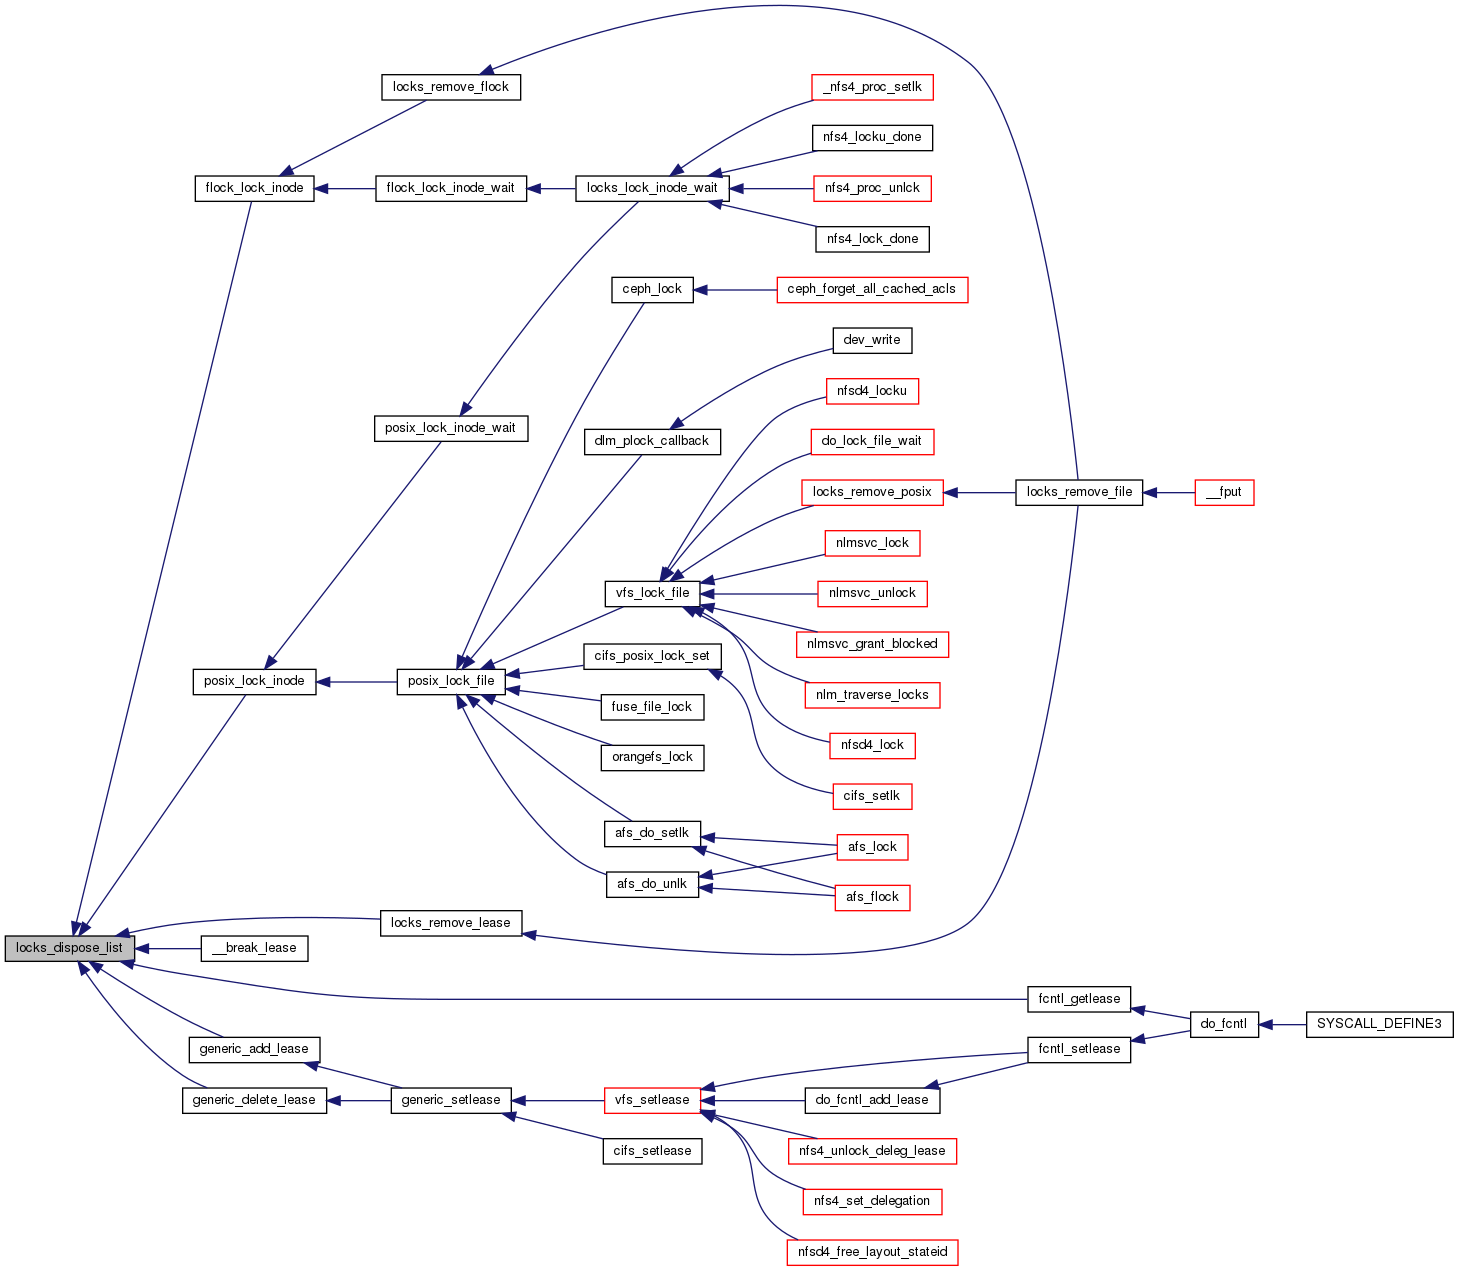 locks_remove_flock
_nfs4_proc_setlk
nfs4_locku_done
flock_lock_inode
flock_lock_inode_wait
locks_lock_inode_wait
nfs4_proc_unlck
nfs4_lock_done
ceph_lock
ceph_forget_all_cached_acls
dev_write
nfsd4_locku
posix_lock_inode_wait
dlm_plock_callback
do_lock_file_wait
locks_remove_posix
locks_remove_file
__fput
nlmsvc_lock
vfs_lock_file
nlmsvc_unlock
nlmsvc_grant_blocked
cifs_posix_lock_set
posix_lock_inode
posix_lock_file
nlm_traverse_locks
fuse_file_lock
nfsd4_lock
orangefs_lock
cifs_setlk
afs_do_setlk
afs_lock
afs_do_unlk
afs_flock
locks_remove_lease
locks_dispose_list
__break_lease
fcntl_getlease
do_fcntl
SYSCALL_DEFINE3
generic_add_lease
fcntl_setlease
generic_delete_lease
generic_setlease
vfs_setlease
do_fcntl_add_lease
cifs_setlease
nfs4_unlock_deleg_lease
nfs4_set_delegation
nfsd4_free_layout_stateid